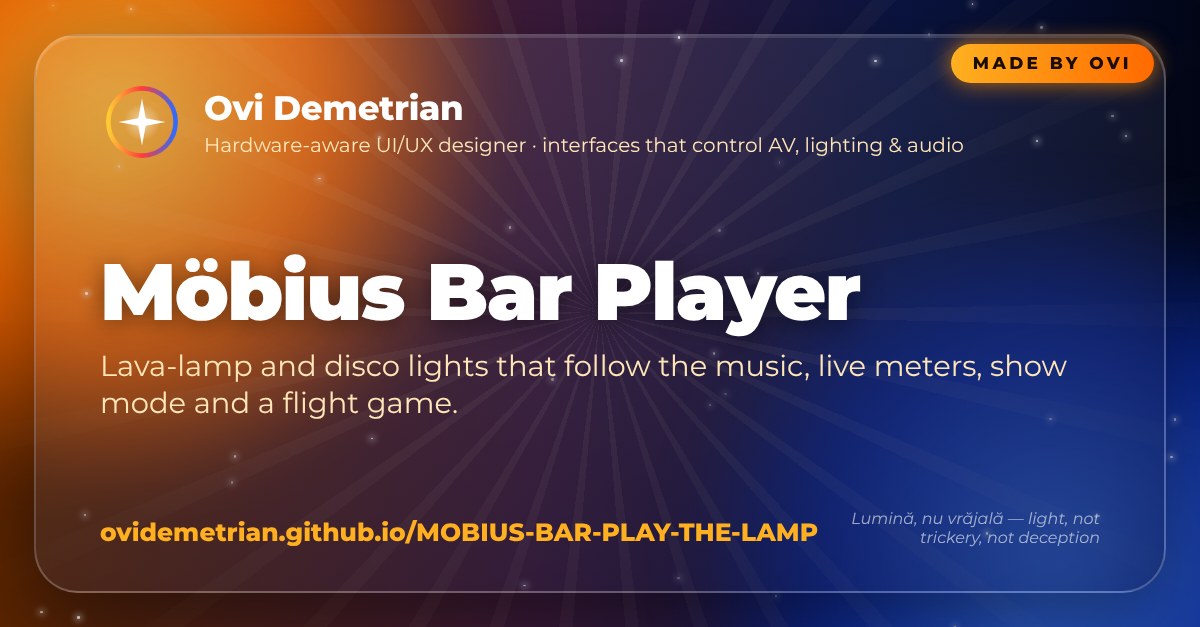 MADE BY OVI
Ovi Demetrian
Hardware-aware UI/UX designer · interfaces that control AV, lighting & audio
Möbius Bar Player
Lava-lamp and disco lights that follow the music, live meters, show
mode and a flight game.
ovidemetrian.github.io/MOBIUS-BAR-PLAY-THE-LAMP
Lumină, nu vrăjală — light, not
trickery, not deception